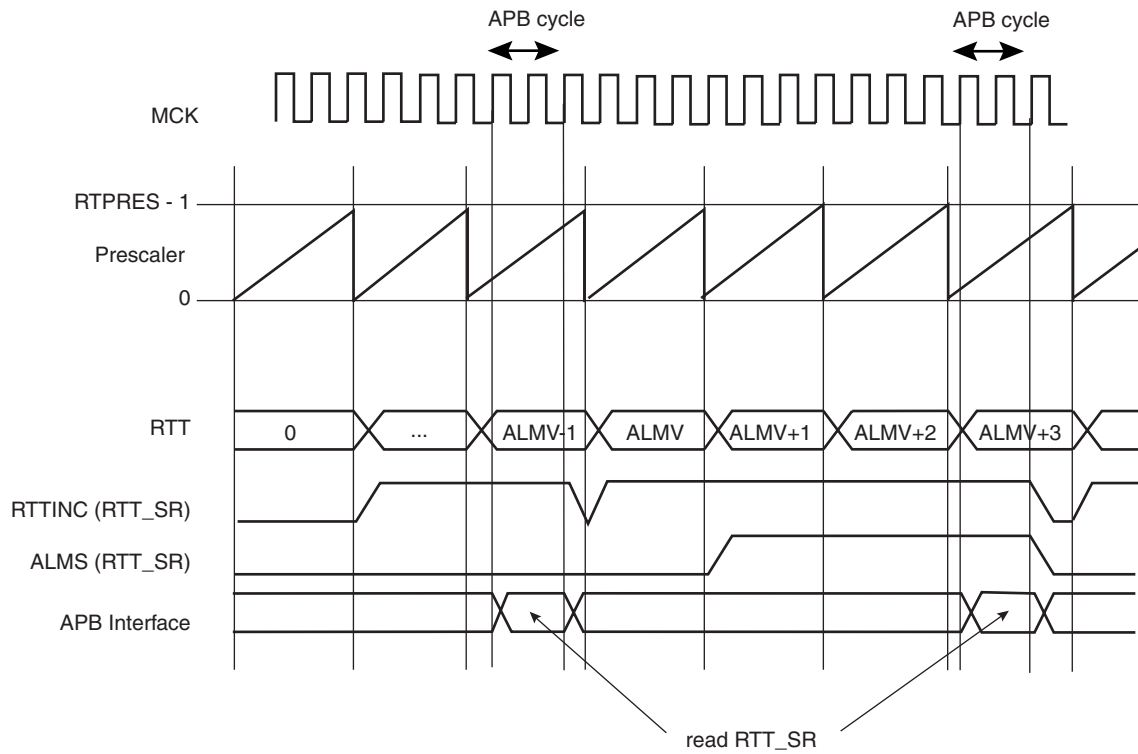 APB cycle
APB cycle
MCK
RTPRES - 1
Prescaler
0
RTT
0
...
ALMV-1
ALMV
ALMV+1
ALMV+2
ALMV+3
RTTINC (RTT_SR)
ALMS (RTT_SR)
APB Interface
read RTT_SR